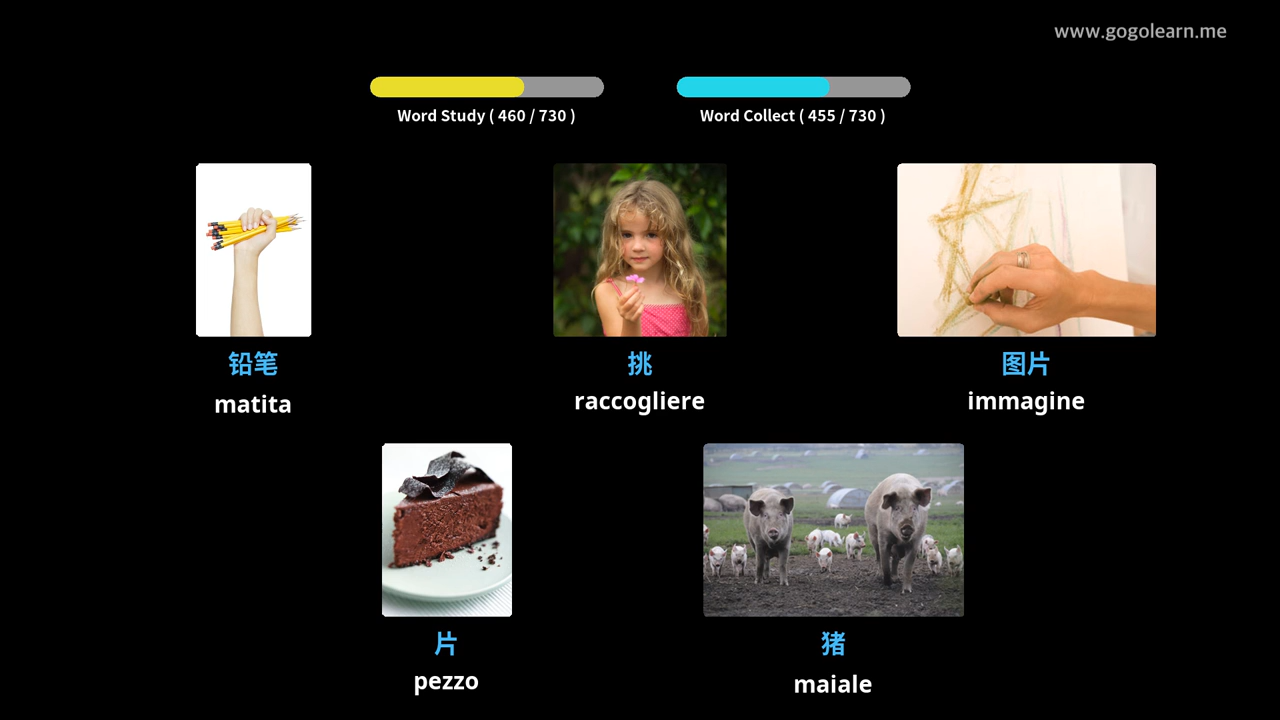 www.gogolearn.me
Word Study ( 460 / 730 )
Word Collect ( 455 / 730 )
铅笔
matita
挑
raccogliere
图片
immagine
片
pezzo
猪
maiale